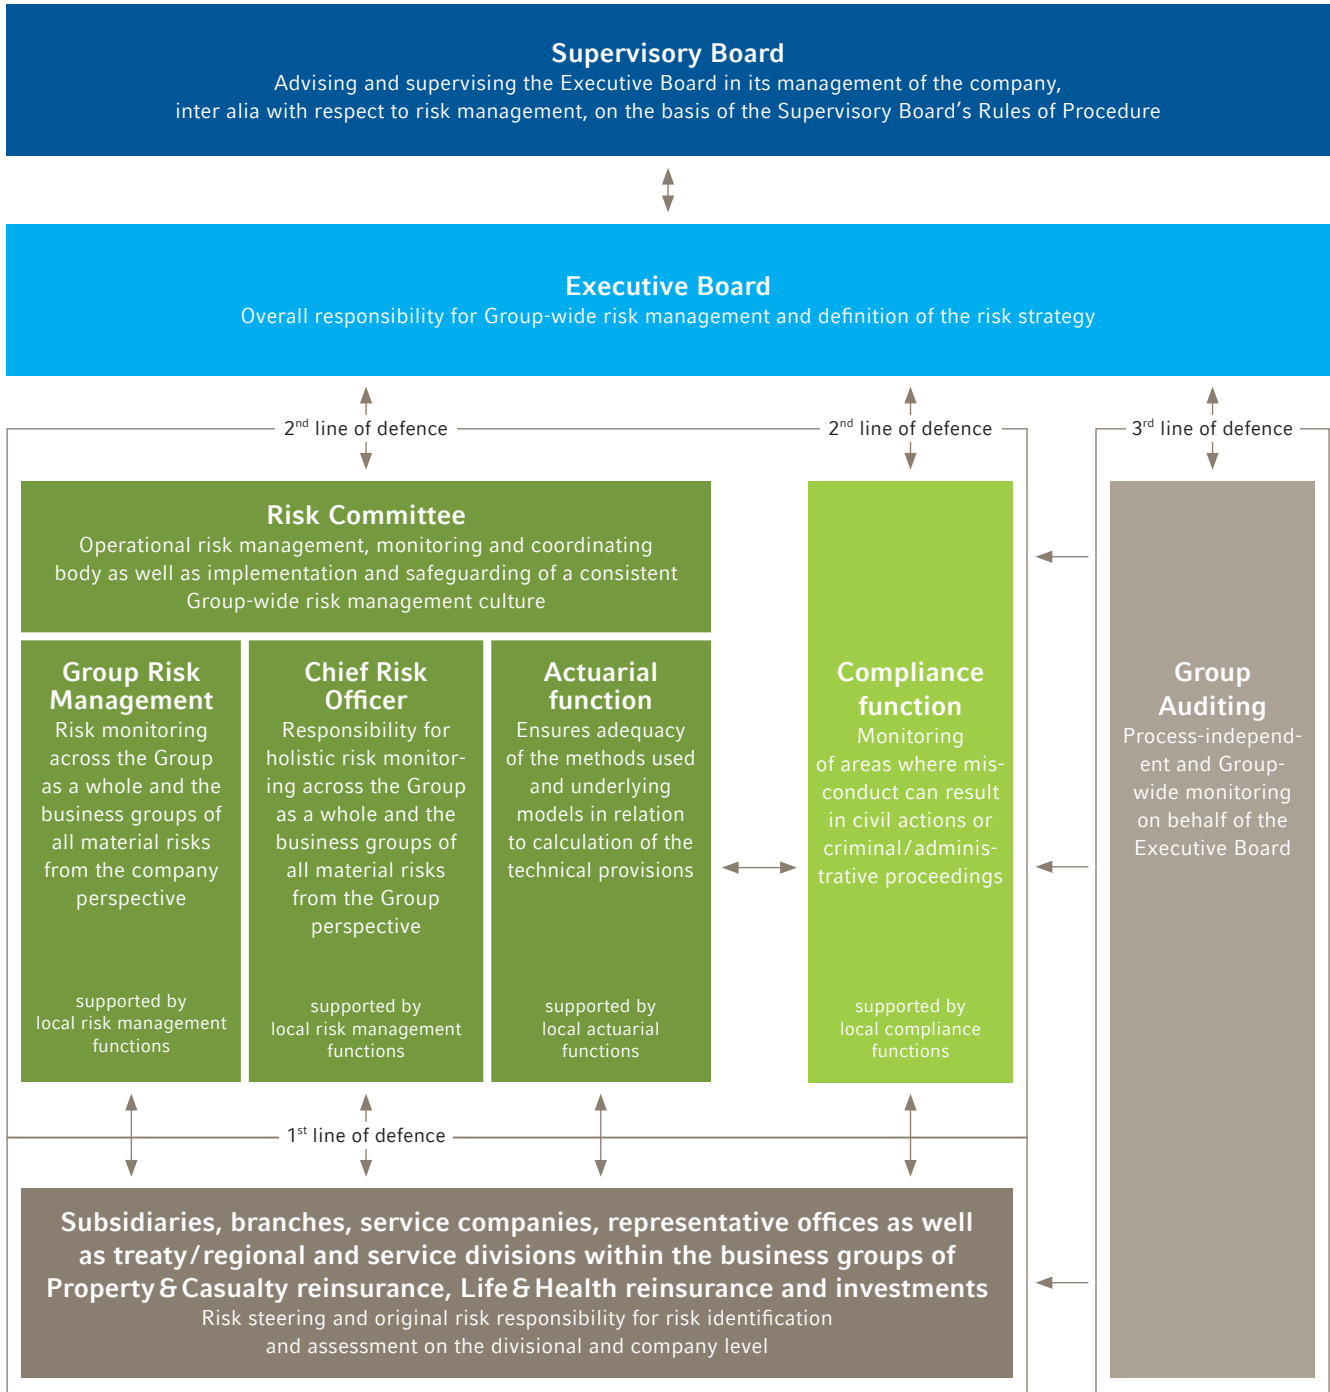 Supervisory Board
Advising and supervising the Executive Board in its management of the company,
inter alia with respect to risk management, on the basis of the Supervisory Board’s Rules of Procedure
Executive Board
Overall responsibility for Group-wide risk management and definition of the risk strategy
2nd line of defence
2nd line of defence
3rd line of defence
Risk Committee
Operational risk management, monitoring and coordinating
body as well as implementation and safeguarding of a consistent
Group-wide risk management culture
Group Risk
Management
Risk monitoring
across the Group
as a whole and the
business groups of
all material risks
from the company
perspective
supported by
local risk management
functions
Chief Risk
Officer
Responsibility for
holistic risk monitor-
ing across the Group
as a whole and the
business groups of
all material risks
from the Group
perspective
supported by
local risk management
functions
Actuarial
function
Ensures adequacy
of the methods used
and underlying
models in relation
to calculation of the
technical provisions
supported by
local actuarial
functions
Compliance
function
Monitoring
of areas where mis-
conduct can result
in civil actions or
criminal/adminis-
trative proceedings
supported by
local compliance
functions
Group
Auditing
Process-independ-
ent and Group-
wide monitoring
on behalf of the
Executive Board
1st line of defence
Subsidiaries, branches, service companies, representative offices as well
as treaty/regional and service divisions within the business groups of
Property & Casualty reinsurance, Life & Health reinsurance and investments
Risk steering and original risk responsibility for risk identification
and assessment on the divisional and company level